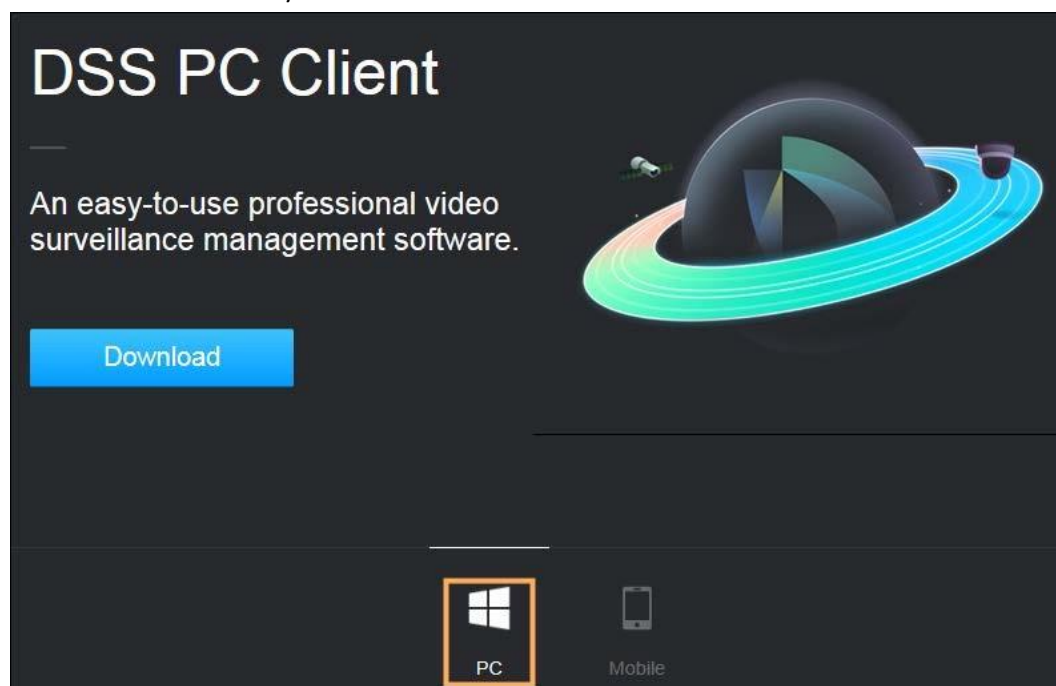 DSS PC Client
An easy-to-use professional video
surveillance management software.
Download
PC
Mobile